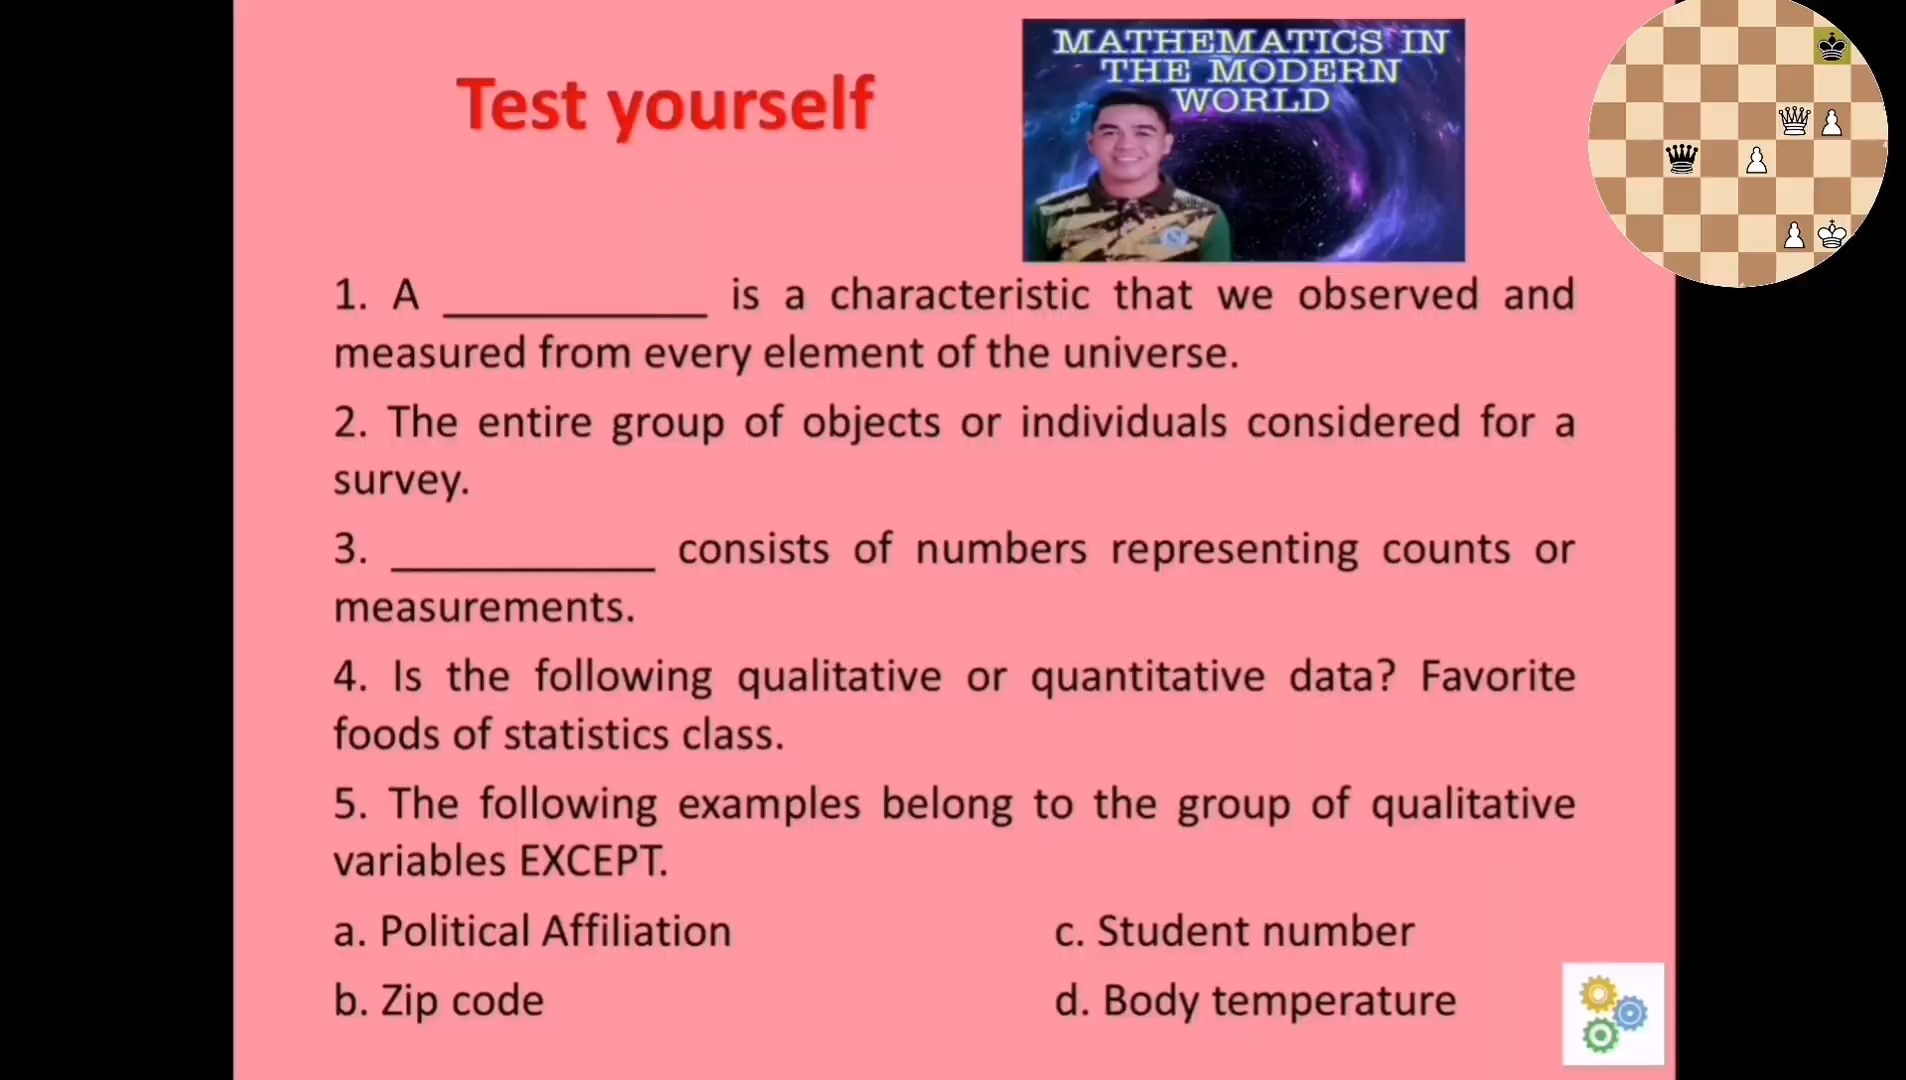 Test yourself
MATHEMATICS IN
THE MODERN
WORLD
1. A ___________ is a characteristic that we observed and
measured from every element of the universe.
2. The entire group of objects or individuals considered for a
survey.
3. ___________ consists of numbers representing counts or
measurements.
4. Is the following qualitative or quantitative data? Favorite
foods of statistics class.
5. The following examples belong to the group of qualitative
variables EXCEPT.
a. Political Affiliation
c. Student number
b. Zip code
d. Body temperature